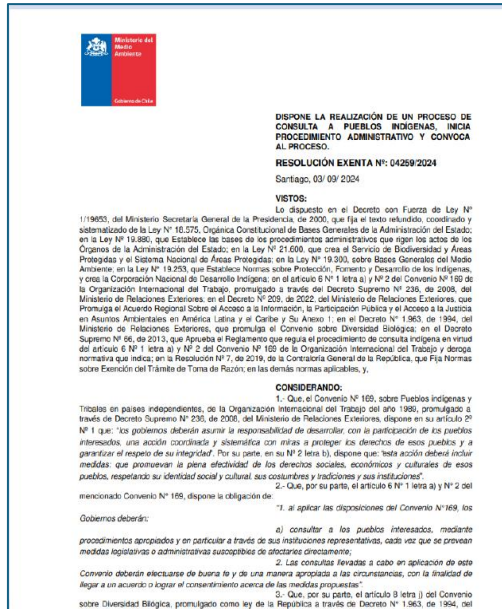 Ministerio del
Medio
Ambiente
Gobierno de Chile
DISPONE LA REALIZACIÓN DE UN PROCESO DE
CONSULTA A PUEBLOS INDÍGENAS, INICIA
PROCEDIMIENTO ADMINISTRATIVO Y CONVOCA
AL PROCESO.
RESOLUCIÓN EXENTA Nº: 04259/2024
Santiago, 03/ 09/ 2024
VISTOS:
Lo dispuesto en el Decreto con Fuerza de Ley N°
1/19653, del Ministerio Secretaría General de la Presidencia, de 2000, que fija el texto refundido, coordinado y
sistematizado de la Ley N° 18.575, Orgánica Constitucional de Bases Generales de la Administración del Estado;
en la Ley Nº 19.880, que Establece las bases de los procedimientos administrativos que rigen los actos de los
Órganos de la Administración del Estado; en la Ley N° 21.600, que crea el Servicio de Biodiversidad y Áreas
Protegidas y el Sistema Nacional de Áreas Protegidas; en la Ley N° 19.300, sobre Bases Generales del Medio
Ambiente; en la Ley N° 19.253, que Establece Normas sobre Protección, Fomento y Desarrollo de los Indígenas,
y crea la Corporación Nacional de Desarrollo Indígena; en el artículo 6 N° 1 letra a) y N° 2 del Convenio N° 169 de
la Organización Internacional del Trabajo, promulgado a través del Decreto Supremo N° 236, de 2008, del
Ministerio de Relaciones Exteriores; en el Decreto N° 209, de 2022, del Ministerio de Relaciones Exteriores, que
Promulga el Acuerdo Regional Sobre el Acceso a la Información, la Participación Pública y el Acceso a la Justicia
en Asuntos Ambientales en América Latina y el Caribe y Su Anexo 1; en el Decreto N° 1.963, de 1994, del
Ministerio de Relaciones Exteriores, que promulga el Convenio sobre Diversidad Biológica; en el Decreto
Supremo N° 66, de 2013, que Aprueba el Reglamento que regula el procedimiento de consulta indígena en virtud
del artículo 6 N° 1 letra a) y N° 2 del Convenio N° 169 de la Organización Internacional del Trabajo y deroga
normativa que indica; en la Resolución N° 7, de 2019, de la Contraloría General de la República, que Fija Normas
sobre Exención del Trámite de Toma de Razón; en las demás normas aplicables, y,
CONSIDERANDO:
1.- Que, el Convenio N° 169, sobre Pueblos indígenas y
Tribales en países independientes, de la Organización Internacional del Trabajo del año 1989, promulgado a
través de Decreto Supremo N° 236, de 2008, del Ministerio de Relaciones Exteriores, dispone en su artículo 2º
N° 1 que: "los gobiernos deberán asumir la responsabilidad de desarrollar, con la participación de los pueblos
interesados, una acción coordinada y sistemática con miras a proteger los derechos de esos pueblos y a
garantizar el respeto de su integridad". Por su parte, en su N° 2 letra b), dispone que: "esta acción deberá incluir
medidas: que promuevan la plena efectividad de los derechos sociales, económicos y culturales de esos
pueblos, respetando su identidad social y cultural, sus costumbres y tradiciones y sus instituciones".
2.- Que, por su parte, el artículo 6 N° 1 letra a) y N° 2 del
mencionado Convenio N° 169, dispone la obligación de:
"1. al aplicar las disposiciones del Convenio N°169, los
Gobiernos deberán:
a) consultar a los pueblos interesados, mediante
procedimientos apropiados y en particular a través de sus instituciones representativas, cada vez que se prevean
medidas legislativas o administrativas susceptibles de afectarles directamente;
2. Las consultas llevadas a cabo en aplicación de este
Convenio deberán efectuarse de buena fe y de una manera apropiada a las circunstancias, con la finalidad de
llegar a un acuerdo o lograr el consentimiento acerca de las medidas propuestas".
3.- Que, por su parte, el artículo 8 letra j) del Convenio
sobre Diversidad Bilógica, promulgado como ley de la República a través de Decreto N° 1.963, de 1994, del